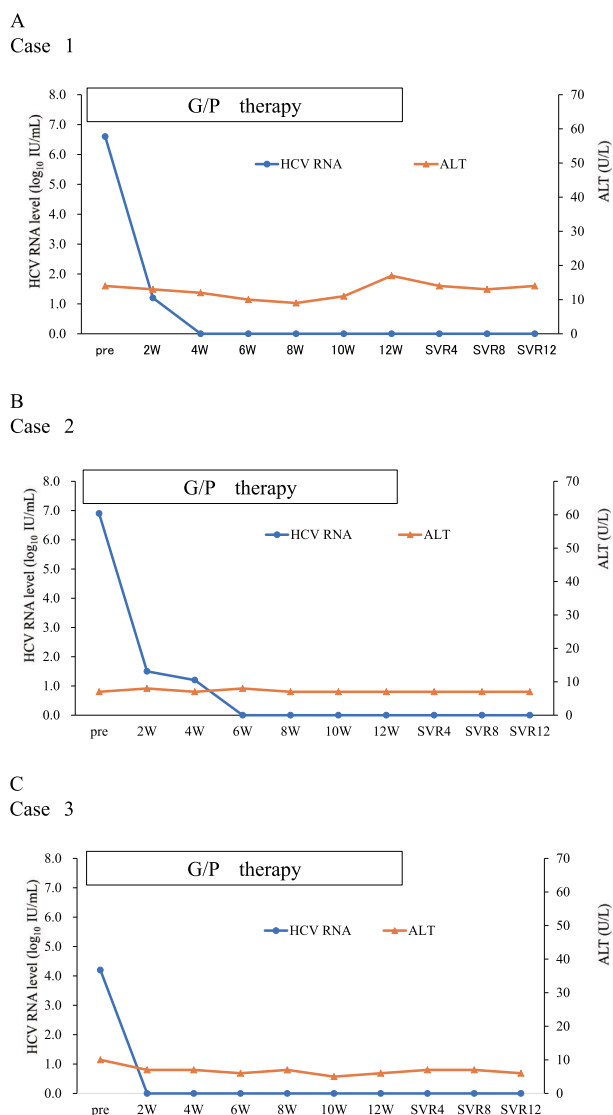 A
Case 1
G/P therapy
HCV RNA level (log10 IU/mL)
8.0
7.0
6.0
5.0
4.0
3.0
2.0
1.0
0.0
HCV RNA
ALT
70
60
50
40
30
20
10
0
ALT (U/L)
pre 2W 4W 6W 8W 10W 12W SVR4 SVR8 SVR12
B
Case 2
G/P therapy
HCV RNA level (log10 IU/mL)
8.0
7.0
6.0
5.0
4.0
3.0
2.0
1.0
0.0
HCV RNA
ALT
70
60
50
40
30
20
10
0
ALT (U/L)
pre 2W 4W 6W 8W 10W 12W SVR4 SVR8 SVR12
C
Case 3
G/P therapy
HCV RNA level (log10 IU/mL)
8.0
7.0
6.0
5.0
4.0
3.0
2.0
1.0
0.0
HCV RNA
ALT
70
60
50
40
30
20
10
0
ALT (U/L)
pre 2W 4W 6W 8W 10W 12W SVR4 SVR8 SVR12